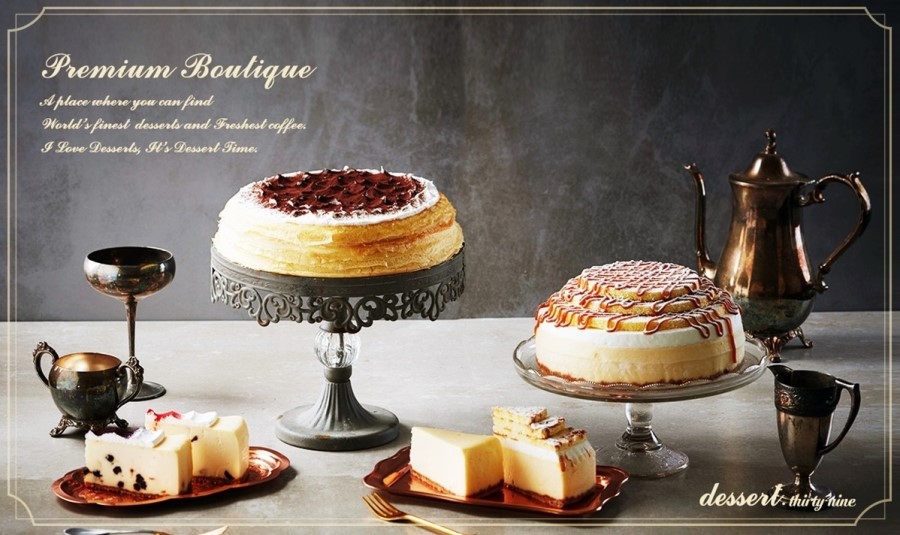 Premium Boutique
A place where you can find
World's finest desserts and Freshest coffee.
I Love Desserts, It's Dessert Time.
dessert. thirty nine